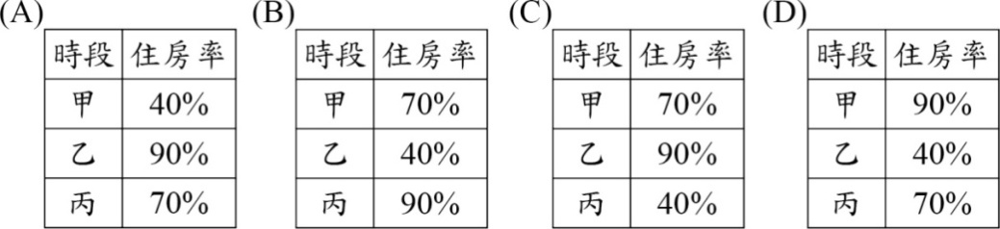 (A) (B) (C) (D)
時段 住房率 時段 住房率 時段 住房率 時段 住房率
甲 40% 甲 70% 甲 70% 甲 90%
乙 90% 乙 40% 乙 90% 乙 40%
丙 70% 丙 90% 丙 40% 丙 70%